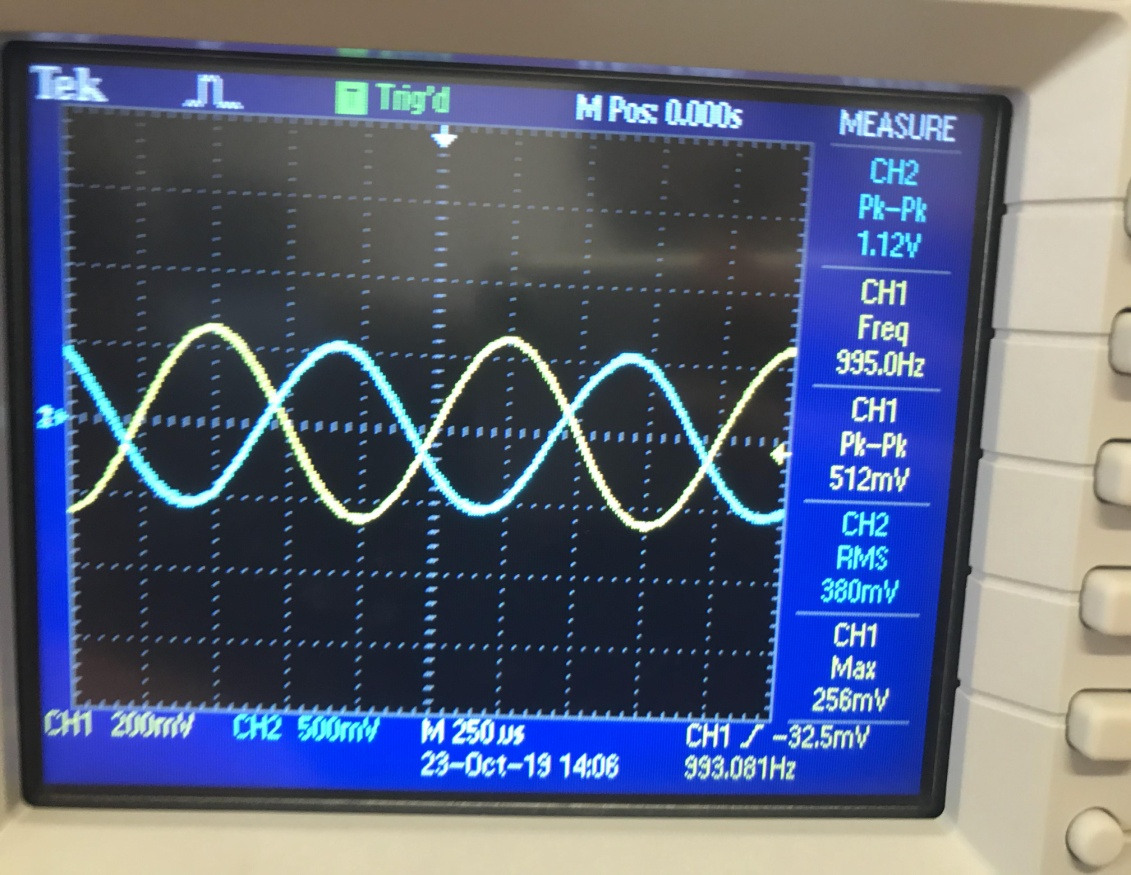 Tek
T Trig'd
M Pos: 0.000s
MEASURE
CH2
Pk-Pk
1.12V
CH1
Freq
995.0Hz
CH1
Pk-Pk
512mV
CH2
RMS
380mV
CH1
Max
256mV
CH1 200mV
CH2 500mV
M 250µs
CH1 -32.5mV
23-Oct-19 14:06
993.081Hz